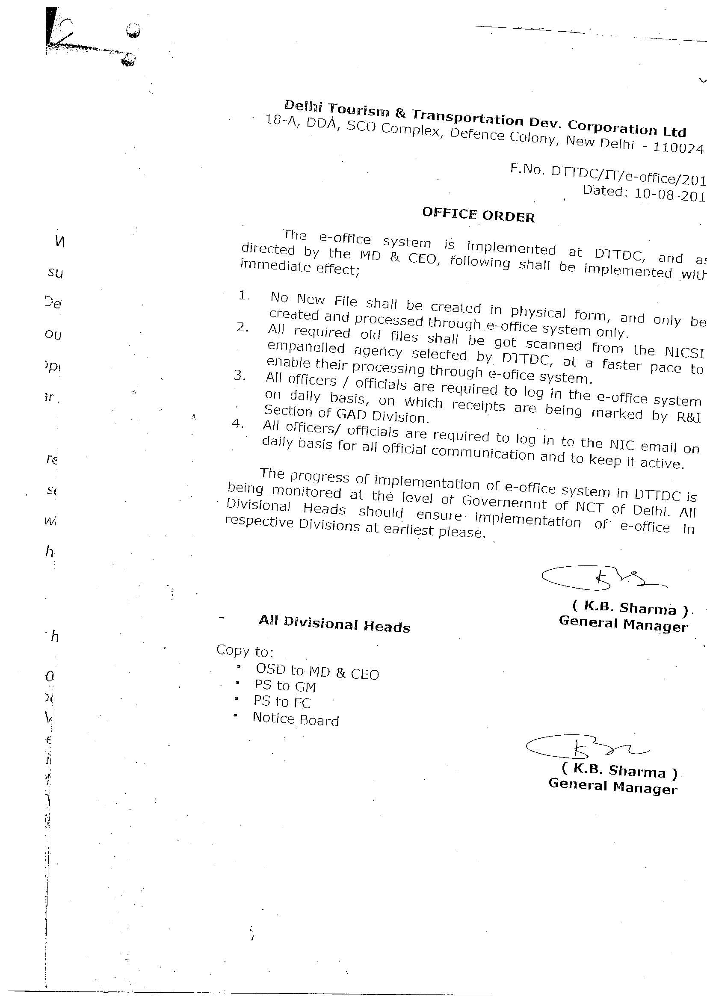 Delhi Tourism & Transportation Dev. Corporation Ltd
18-A, DDA, SCO Complex, Defence Colony, New Delhi – 110024
F.No. DTTDC/IT/e-office/201
Dated: 10-08-201
OFFICE ORDER
The e-office system is implemented at DTTDC, and as
directed by the MD & CEO, following shall be implemented with
immediate effect;
1. No New File shall be created in physical form, and only be
created and processed through e-office system only.
2. All required old files shall be got scanned from the NICSI
empanelled agency selected by DTTDC, at a faster pace to
enable their processing through e-ofice system.
3. All officers / officials are required to log in the e-office system
on daily basis, on which receipts are being marked by R&I
Section of GAD Division.
4. All officers/ officials are required to log in to the NIC email on
daily basis for all official communication and to keep it active.
The progress of implementation of e-office system in DTTDC is
being monitored at the level of Governemnt of NCT of Delhi. All
Divisional Heads should ensure implementation of e-office in
respective Divisions at earliest please.
( K.B. Sharma )
General Manager
- All Divisional Heads
Copy to:
• OSD to MD & CEO
• PS to GM
• PS to FC
• Notice Board
( K.B. Sharma )
General Manager